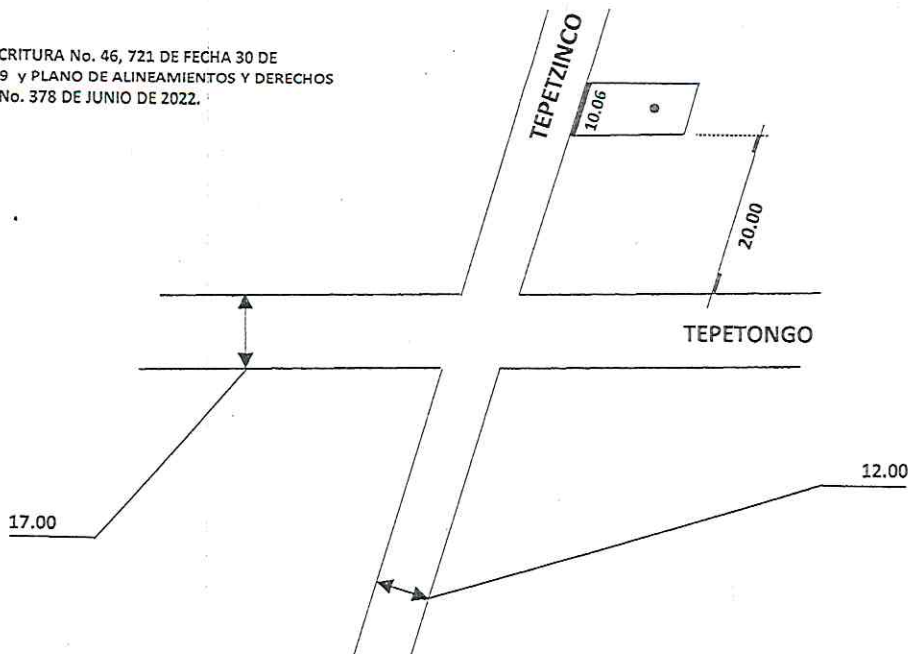 CRITURA No. 46, 721 DE FECHA 30 DE
9 y PLANO DE ALINEAMIENTOS Y DERECHOS
No. 378 DE JUNIO DE 2022.
TEPETZINCO
10.06
20.00
TEPETONGO
12.00
17.00